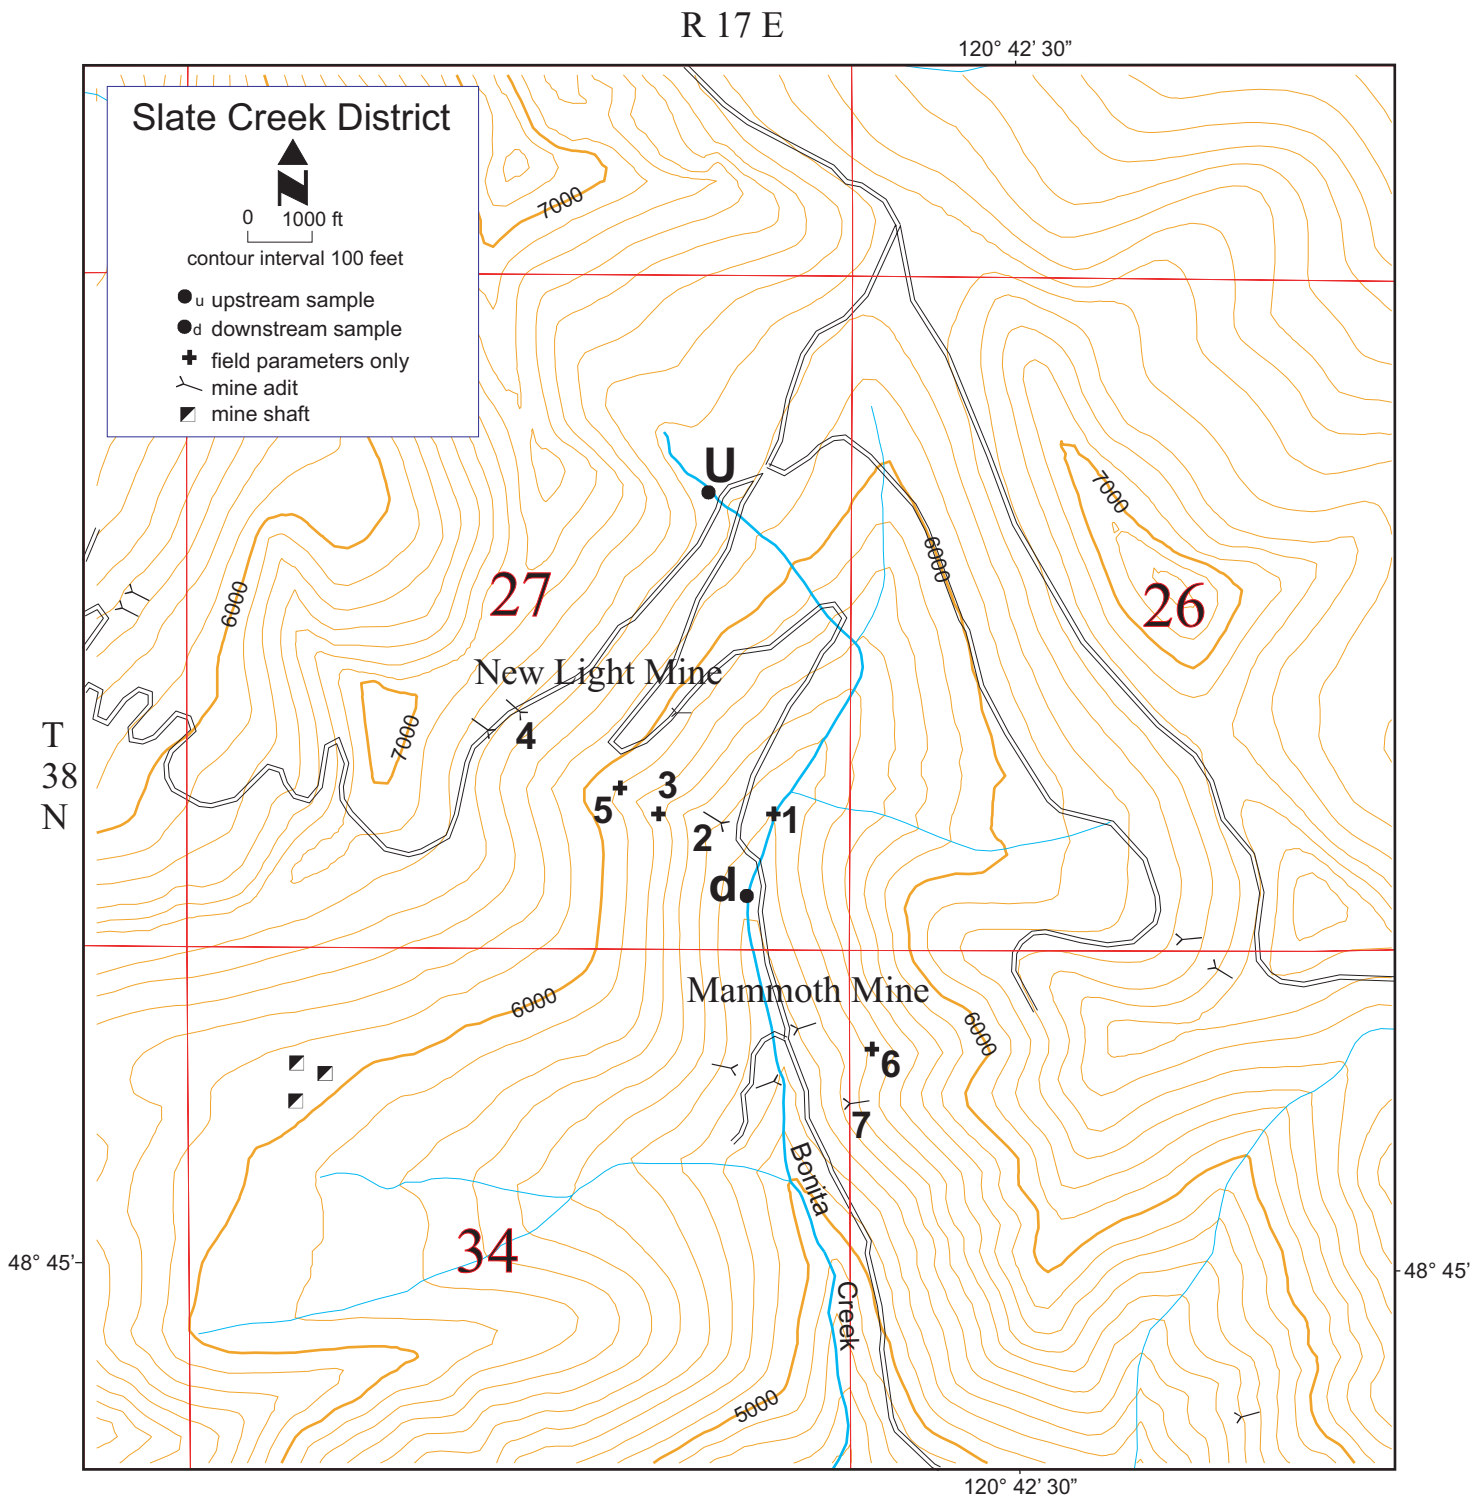 R 17 E
120° 42' 30”
Slate Creek District
N
0 1000 ft
contour interval 100 feet
u upstream sample
d downstream sample
field parameters only
mine adit
mine shaft
7000
U
7000
6000
6000
27
26
New Light Mine
4
7000
T
38
N
3
5
2
1
d
Mammoth Mine
6000
6000
6
7
Bonita
34
48° 45'
48° 45'
Creek
5000
120° 42' 30”